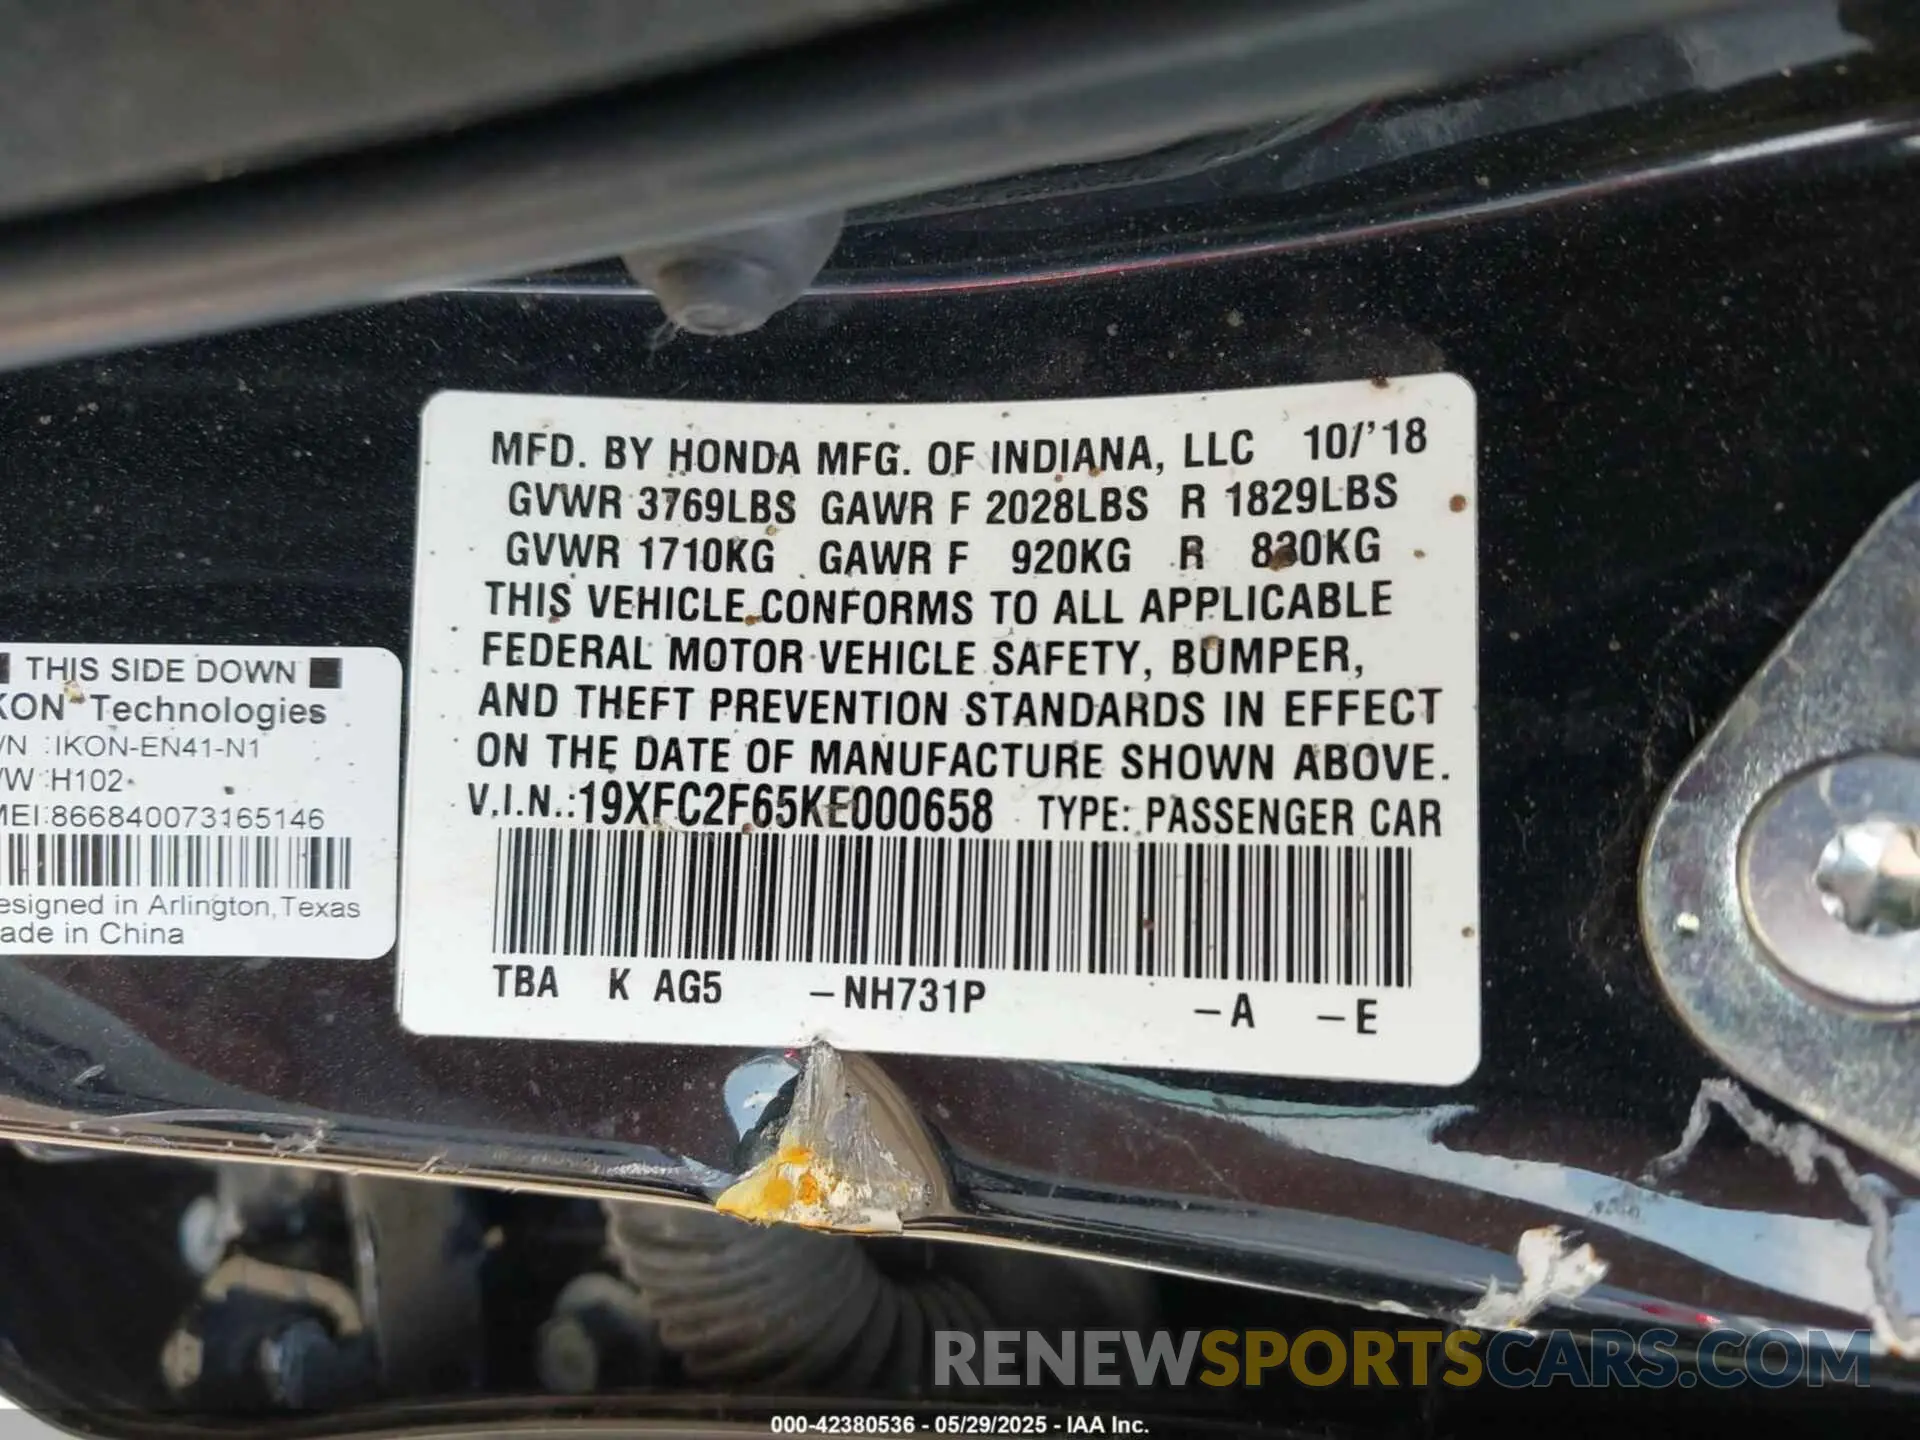 MFD. BY HONDA MFG. OF INDIANA, LLC 10/'18
GVWR 3769LBS GAWR F 2028LBS R 1829LBS
GVWR 1710KG GAWR F 920KG R 830KG
THIS VEHICLE CONFORMS TO ALL APPLICABLE
FEDERAL MOTOR VEHICLE SAFETY, BUMPER,
AND THEFT PREVENTION STANDARDS IN EFFECT
ON THE DATE OF MANUFACTURE SHOWN ABOVE.
V.I.N.:19XFC2F65KE000658 TYPE: PASSENGER CAR
TBA K AG5 –NH731P –A –E
THIS SIDE DOWN
KON Technologies
/N :IKON-EN41-N1
/W:H102
MEI:866840073165146
esigned in Arlington,Texas
ade in China
RENEWSPORTSCARS.COM
000-42380536 - 05/29/2025 - IAA Inc.